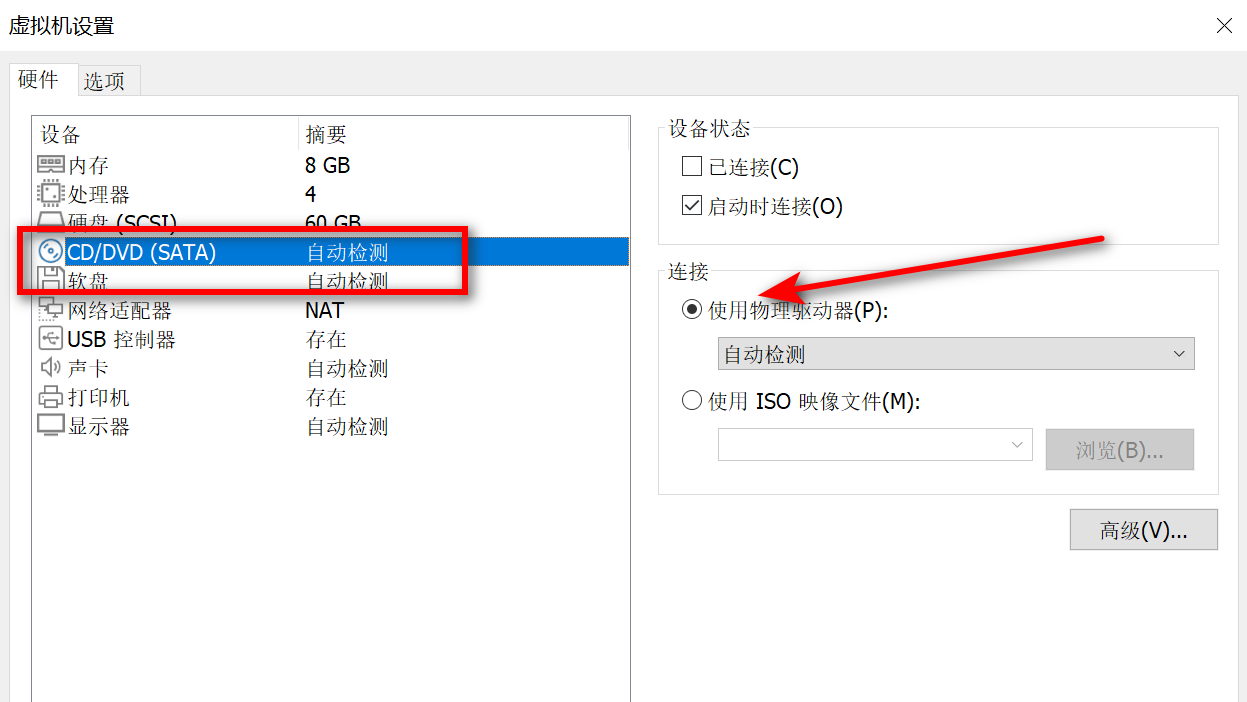 虚拟机设置
硬件 选项
设备 摘要
内存 8 GB
处理器 4
硬盘 (SCSI) 60 GB
CD/DVD (SATA) 自动检测
软盘 自动检测
网络适配器 NAT
USB 控制器 存在
声卡 自动检测
打印机 存在
显示器 自动检测
设备状态
已连接(C)
启动时连接(O)
连接
使用物理驱动器(P):
自动检测
使用 ISO 映像文件(M):
浏览(B)...
高级(V)...